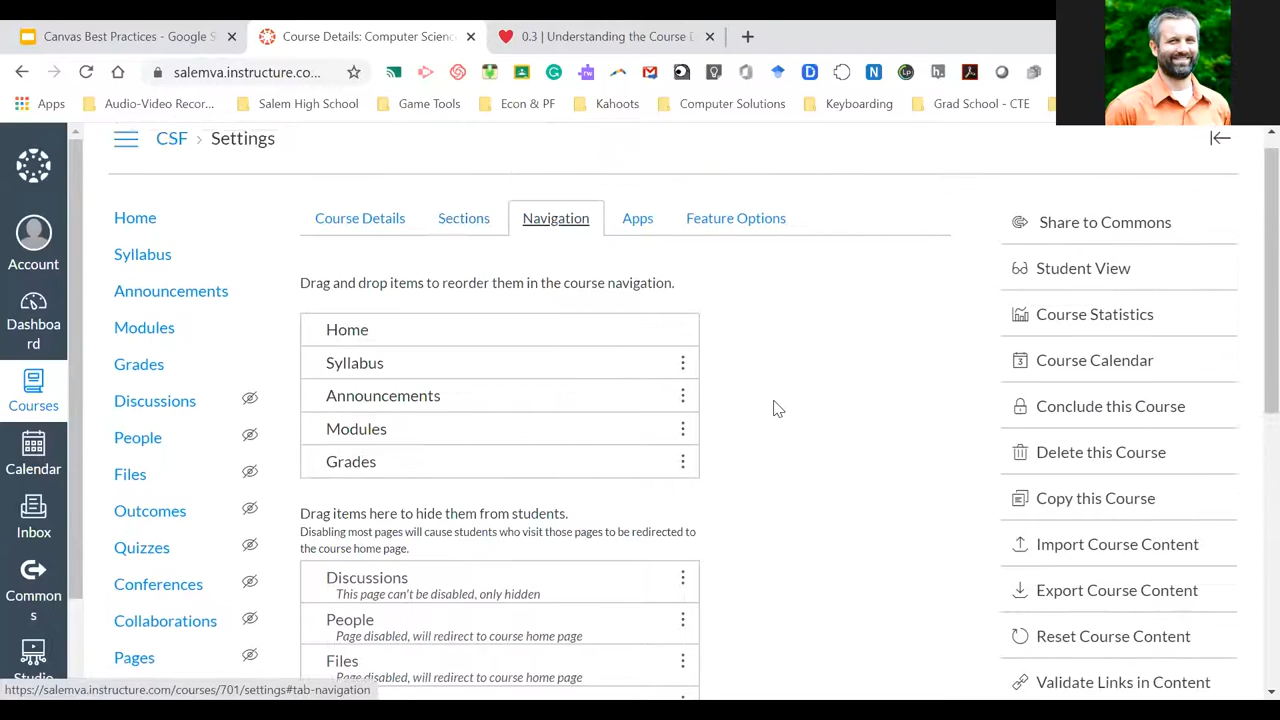 Canvas Best Practices - Google S
Course Details: Computer Scienc
0.3 | Understanding the Course D
salemva.instructure.co...
Apps
Audio-Video Recor...
Salem High School
Game Tools
Econ & PF
Kahoots
Computer Solutions
Keyboarding
Grad School - CTE
CSF › Settings
Account
Dashboa
rd
Courses
Calendar
Inbox
Common
s
Studio
Home
Syllabus
Announcements
Modules
Grades
Discussions
People
Files
Outcomes
Quizzes
Conferences
Collaborations
Pages
Course Details
Sections
Navigation
Apps
Feature Options
Drag and drop items to reorder them in the course navigation.
Home
Syllabus
Announcements
Modules
Grades
Drag items here to hide them from students.
Disabling most pages will cause students who visit those pages to be redirected to
the course home page.
Discussions
This page can't be disabled, only hidden
People
Page disabled, will redirect to course home page
Files
Page disabled, will redirect to course home page
Share to Commons
Student View
Course Statistics
Course Calendar
Conclude this Course
Delete this Course
Copy this Course
Import Course Content
Export Course Content
Reset Course Content
Validate Links in Content
https://salemva.instructure.com/courses/701/settings#tab-navigation